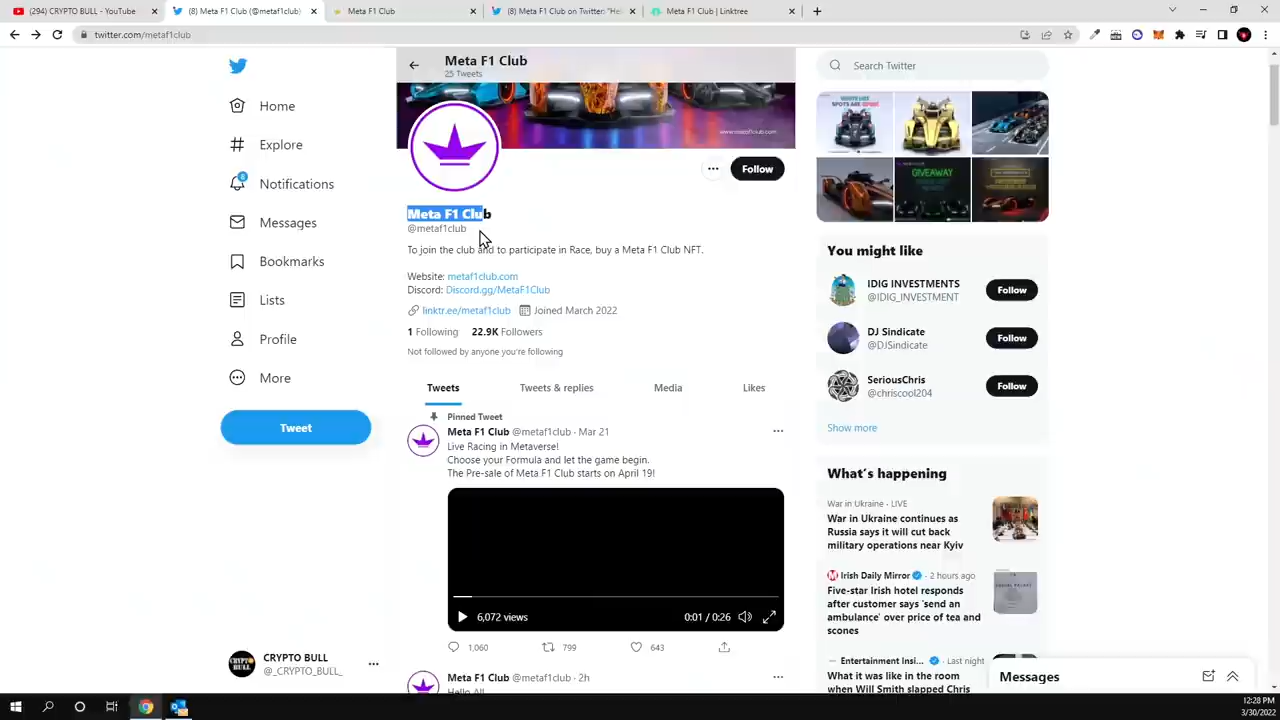 (294) CRYPTO BULL - YouTube
(8) Meta F1 Club (@metaf1club)
Meta F1 Club
(8) Meta F1 Club on Twitter: "Hel
Meta F1 Club | Linktree
twitter.com/metaf1club
Meta F1 Club
25 Tweets
Search Twitter
GIVEAWAY
Home
Explore
Notifications
Messages
Bookmarks
Lists
Profile
More
Tweet
Follow
Meta F1 Club
@metaf1club
To join the club and to participate in Race, buy a Meta F1 Club NFT.
Website: metaf1club.com
Discord: Discord.gg/MetaF1Club
linktr.ee/metaf1club Joined March 2022
1 Following 22.9K Followers
Not followed by anyone you're following
Tweets Tweets & replies Media Likes
Pinned Tweet
Meta F1 Club @metaf1club · Mar 21
Live Racing in Metaverse!
Choose your Formula and let the game begin.
The Pre-sale of Meta F1 Club starts on April 19!
6,072 views 0:01 / 0:26
1,060 799 643
Meta F1 Club @metaf1club · 2h
Hello All
You might like
IDIG INVESTMENTS
@IDIG_INVESTMENT
Follow
DJ Sindicate
@DJSindicate
Follow
SeriousChris
@chriscool204
Follow
Show more
What's happening
War in Ukraine · LIVE
War in Ukraine continues as
Russia says it will cut back
military operations near Kyiv
Irish Daily Mirror · 2 hours ago
Five-star Irish hotel responds
after customer says 'send an
ambulance' over price of tea and
scones
Entertainment Insi... · Last night
What it was like in the room
when Will Smith slapped Chris
Messages
CRYPTO BULL
@_CRYPTO_BULL_
12:28 PM
3/30/2022